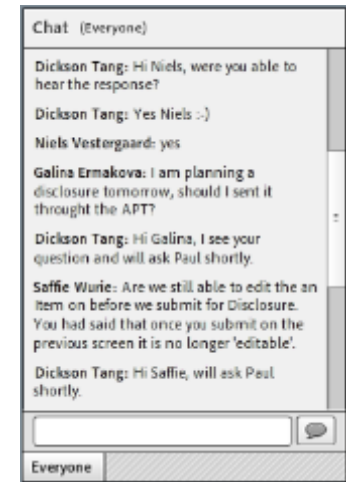 Chat (Everyone)
Dickson Tang: Hi Niels, were you able to
hear the response?
Dickson Tang: Yes Niels :-)
Niels Vestergaard: yes
Galina Ermakova: I am planning a
disclosure tomorrow, should I sent it
throught the APT?
Dickson Tang: Hi Galina, I see your
question and will ask Paul shortly.
Saffie Wurie: Are we still able to edit the an
Item on before we submit for Disclosure.
You had said that once you submit on the
previous screen it is no longer 'editable'.
Dickson Tang: Hi Saffie, will ask Paul
shortly.
Everyone